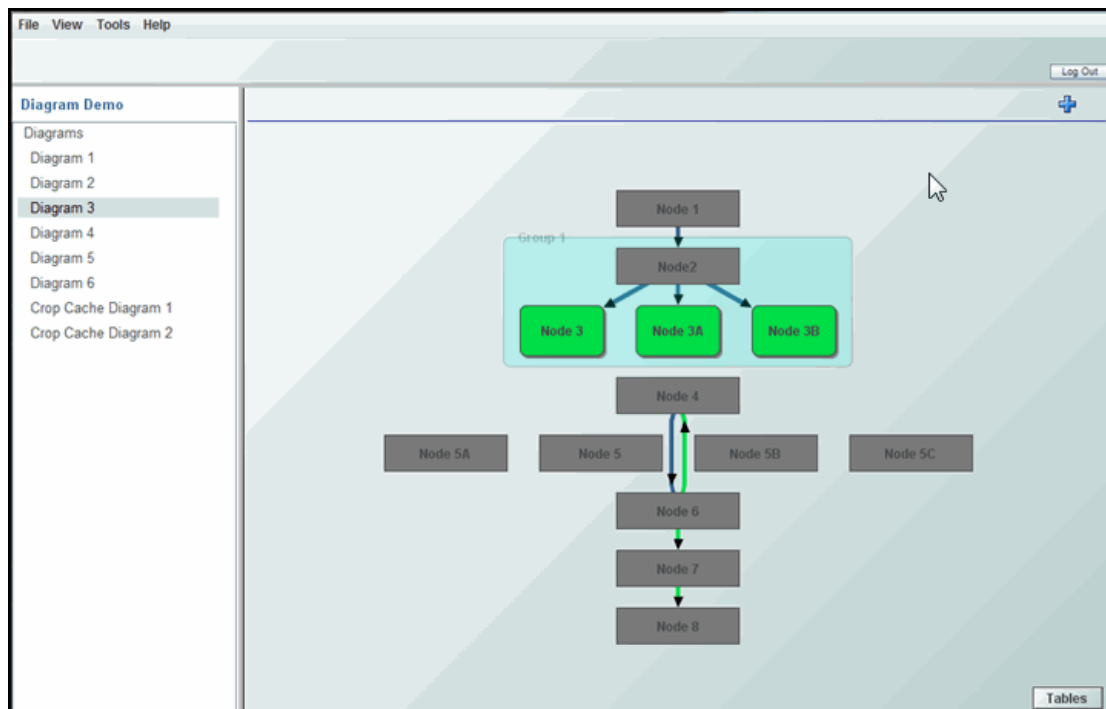 File View Tools Help
Log Out
Diagram Demo
Diagrams
Diagram 1
Diagram 2
Diagram 3
Diagram 4
Diagram 5
Diagram 6
Crop Cache Diagram 1
Crop Cache Diagram 2
Node 1
Group 1
Node2
Node 3 Node 3A Node 3B
Node 4
Node 5A Node 5 Node 5B Node 5C
Node 6
Node 7
Node 8
Tables